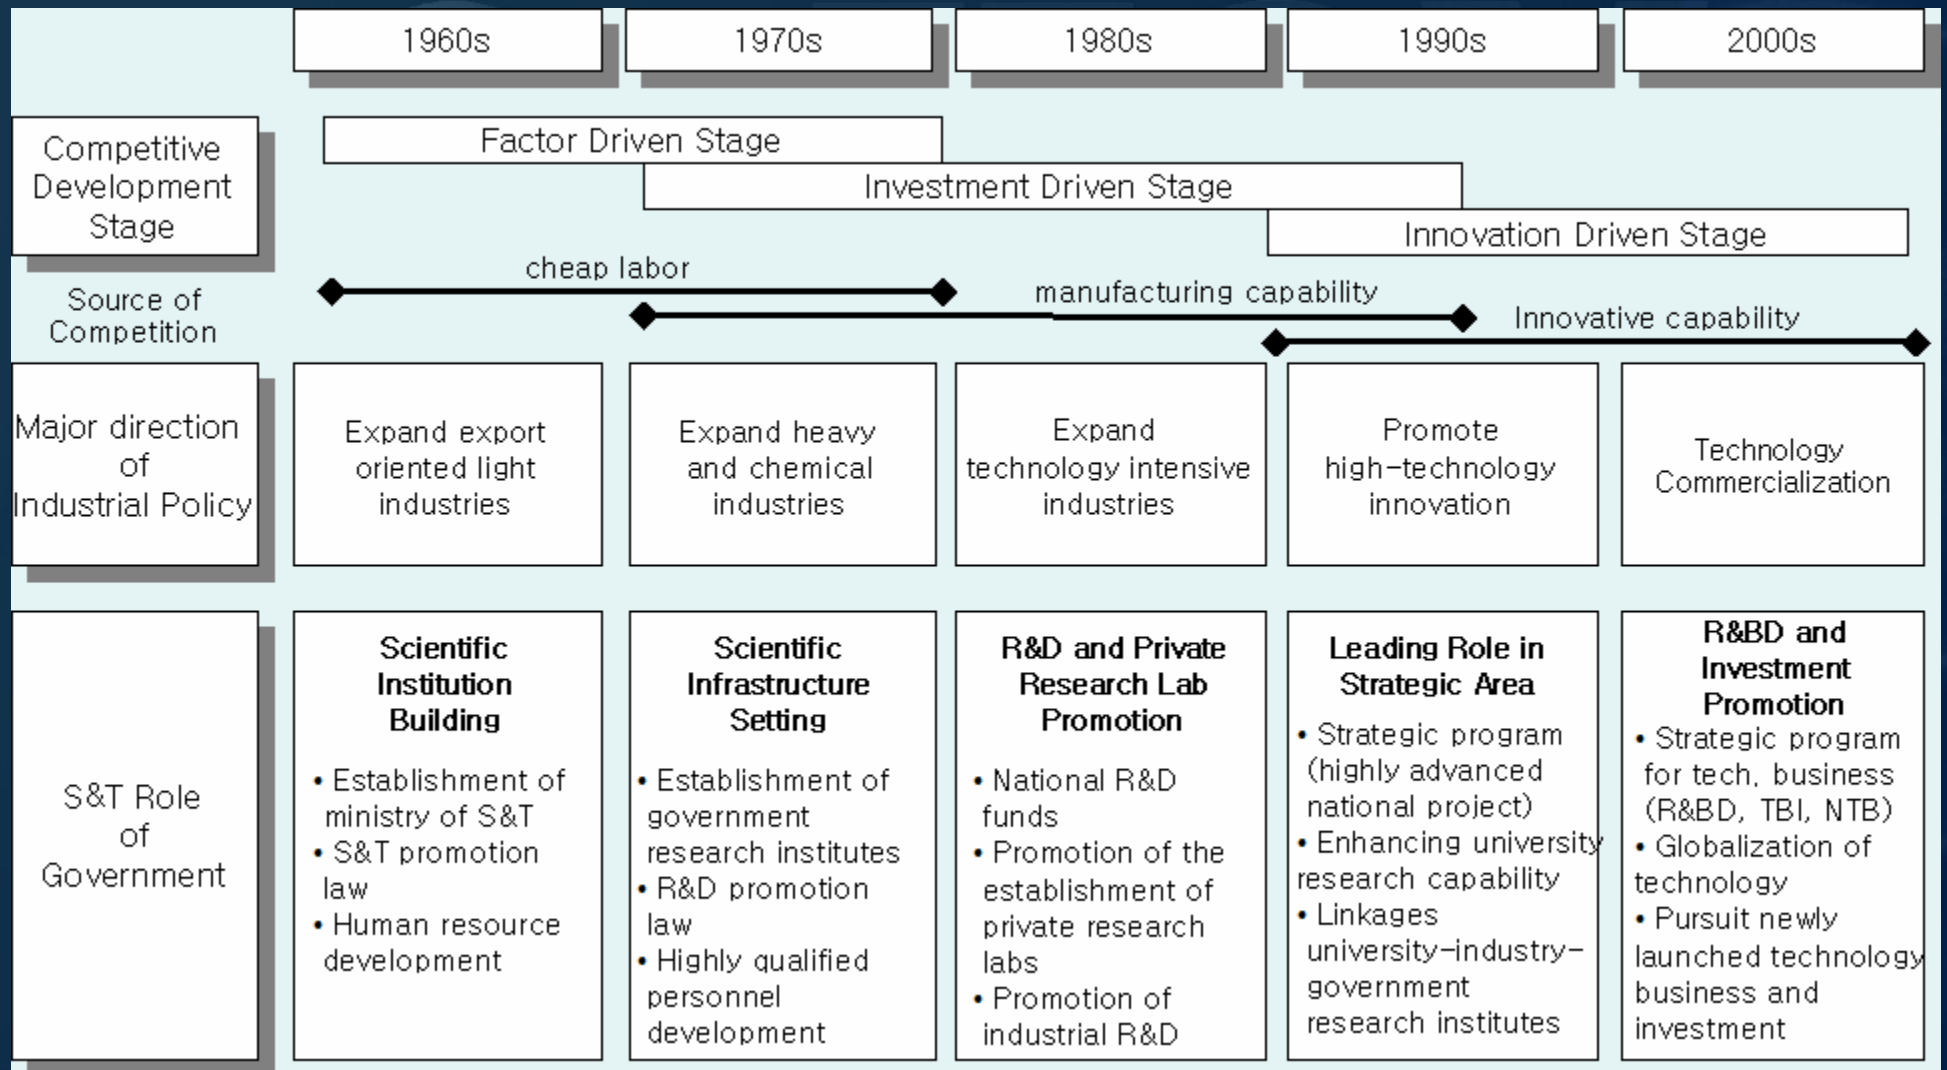 1960s
1970s
1980s
1990s
2000s
Competitive
Development
Stage
Factor Driven Stage
Investment Driven Stage
Innovation Driven Stage
Source of
Competition
cheap labor
manufacturing capability
Innovative capability
Major direction
of
Industrial Policy
Expand export
oriented light
industries
Expand heavy
and chemical
industries
Expand
technology intensive
industries
Promote
high-technology
innovation
Technology
Commercialization
S&T Role
of
Government
Scientific
Institution
Building
• Establishment of
ministry of S&T
• S&T promotion
law
• Human resource
development
Scientific
Infrastructure
Setting
• Establishment of
government
research institutes
• R&D promotion
law
• Highly qualified
personnel
development
R&D and Private
Research Lab
Promotion
• National R&D
funds
• Promotion of the
establishment of
private research
labs
• Promotion of
industrial R&D
Leading Role in
Strategic Area
• Strategic program
(highly advanced
national project)
• Enhancing university
research capability
• Linkages
university-industry-
government
research institutes
R&BD and
Investment
Promotion
• Strategic program
for tech. business
(R&BD, TBI, NTB)
• Globalization of
technology
• Pursuit newly
launched technology
business and
investment